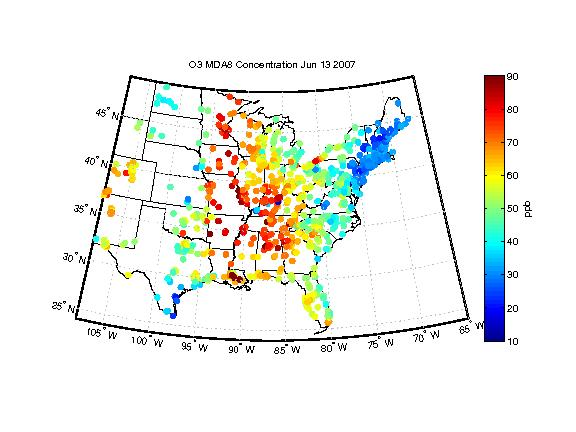 O3 MDA8 Concentration Jun 13 2007
45° N
40° N
35° N
30° N
25° N
105° W
100° W
95° W
90° W
85° W
80° W
75° W
70° W
65° W
90
80
70
60
50
40
30
20
10
ppb